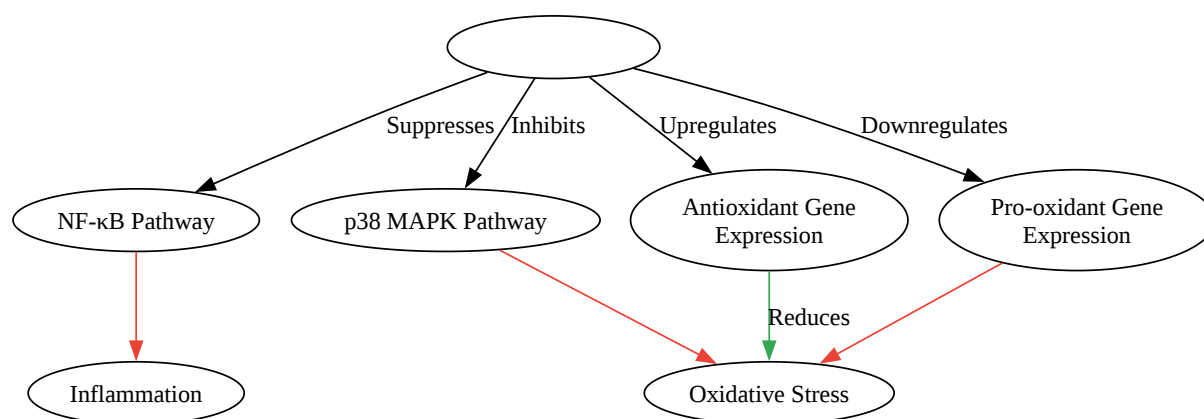 Suppresses
Inhibits
Upregulates
Downregulates
NF-κB Pathway
p38 MAPK Pathway
Antioxidant Gene
Expression
Pro-oxidant Gene
Expression
Reduces
Inflammation
Oxidative Stress